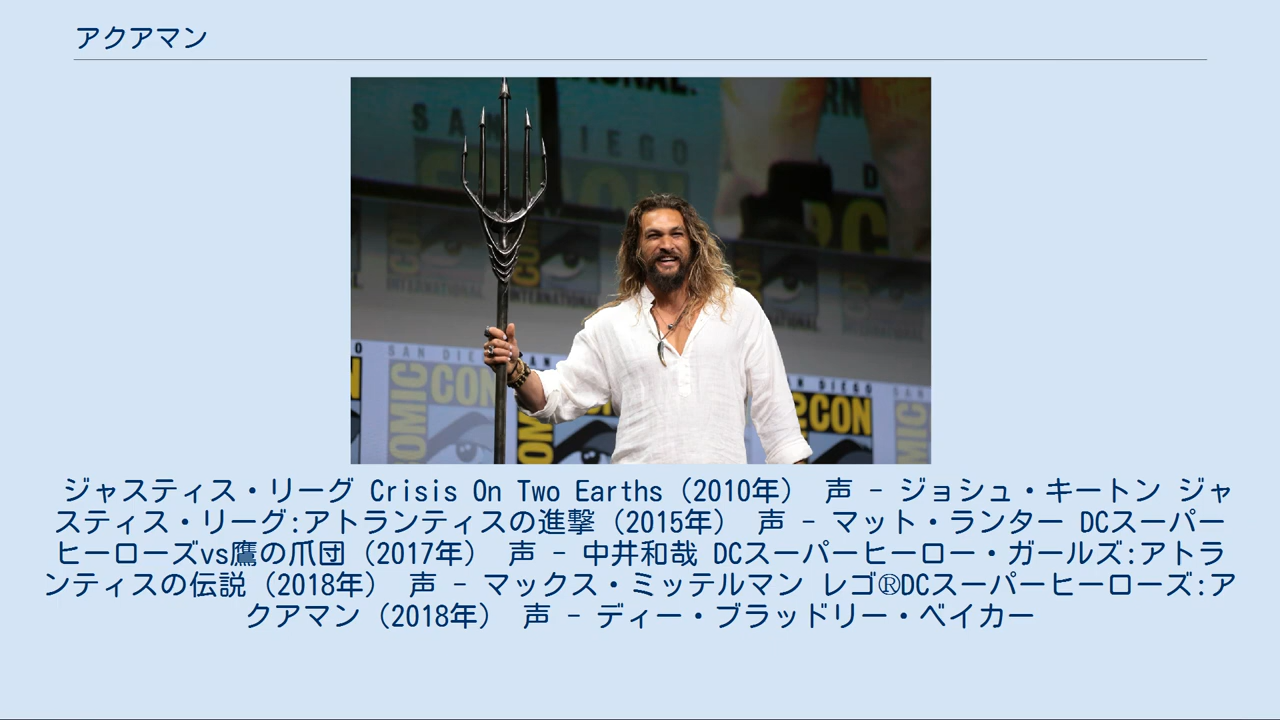 アクアマン
NATIONAL.
SAN DIEGO
SAN DIEGO
COMIC
CON
INTERNATIONAL
ジャスティス・リーグ Crisis On Two Earths（2010年） 声 - ジョシュ・キートン ジャ
スティス・リーグ:アトランティスの進撃（2015年） 声 - マット・ランター DCスーパー
ヒーローズvs鷹の爪団（2017年） 声 - 中井和哉 DCスーパーヒーロー・ガールズ:アトラ
ンティスの伝説（2018年） 声 - マックス・ミッテルマン レゴ®DCスーパーヒーローズ:ア
クアマン（2018年） 声 - ディー・ブラッドリー・ベイカー